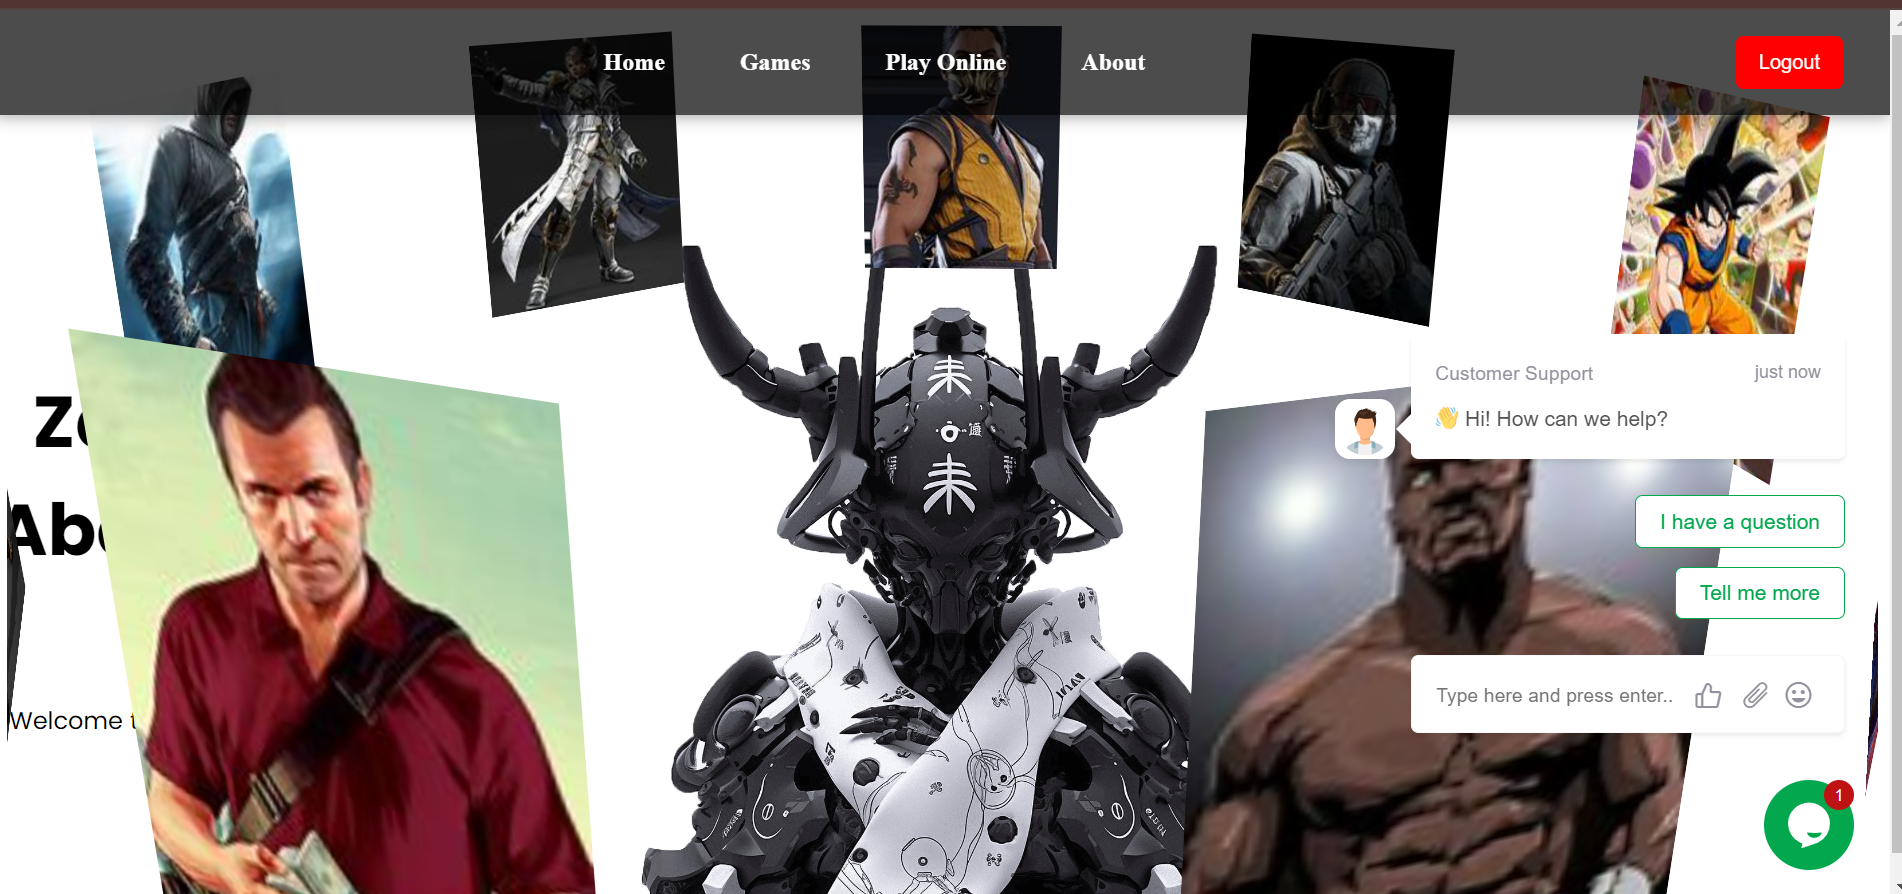 Home Games Play Online About Logout
Customer Support just now
👋 Hi! How can we help?
I have a question
Tell me more
Type here and press enter..
1
Welcome